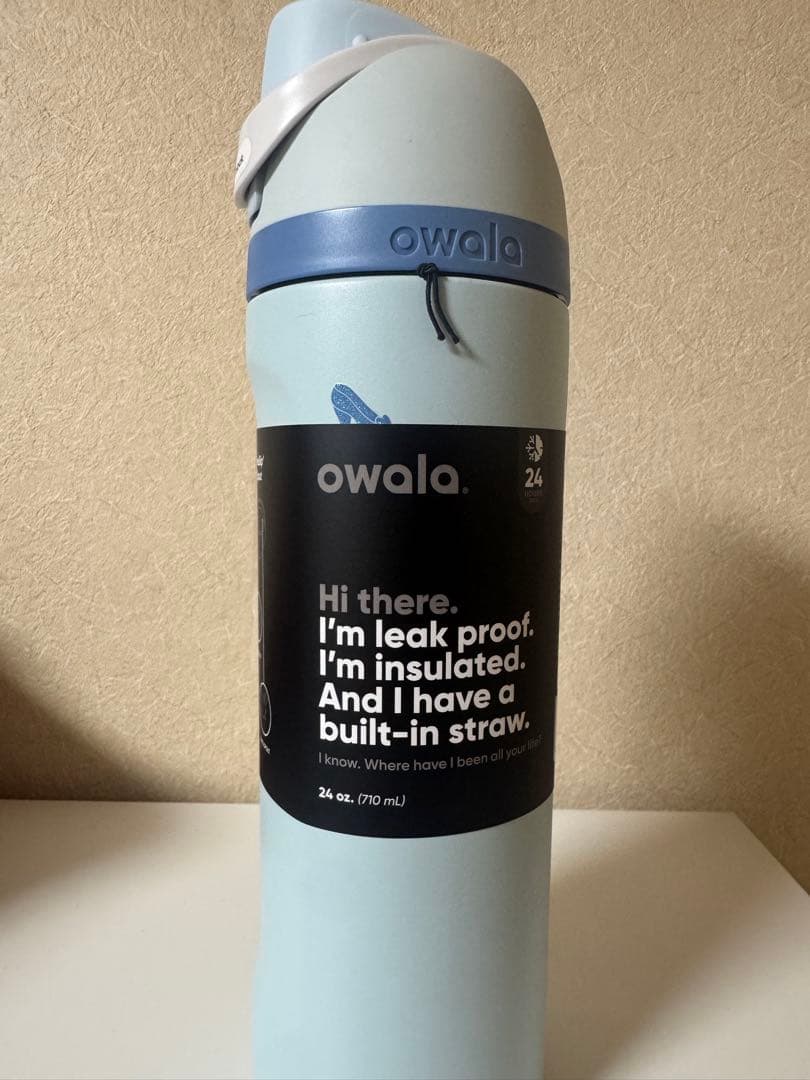 owala
owala.
24
Hi there.
I'm leak proof.
I'm insulated.
And I have a
built-in straw.
I know. Where have I been all your life?
24 oz. (710 mL)